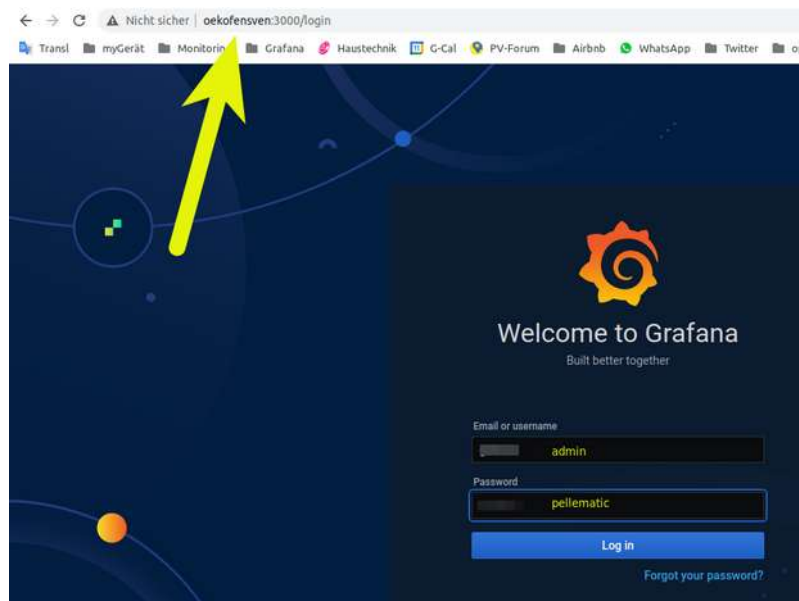 Nicht sicher | oekofensven:3000/login
Transl myGerät Monitorin Grafana Haustechnik G-Cal PV-Forum Airbnb WhatsApp Twitter
Welcome to Grafana
Built better together
Email or username
admin
Password
pellematic
Log in
Forgot your password?